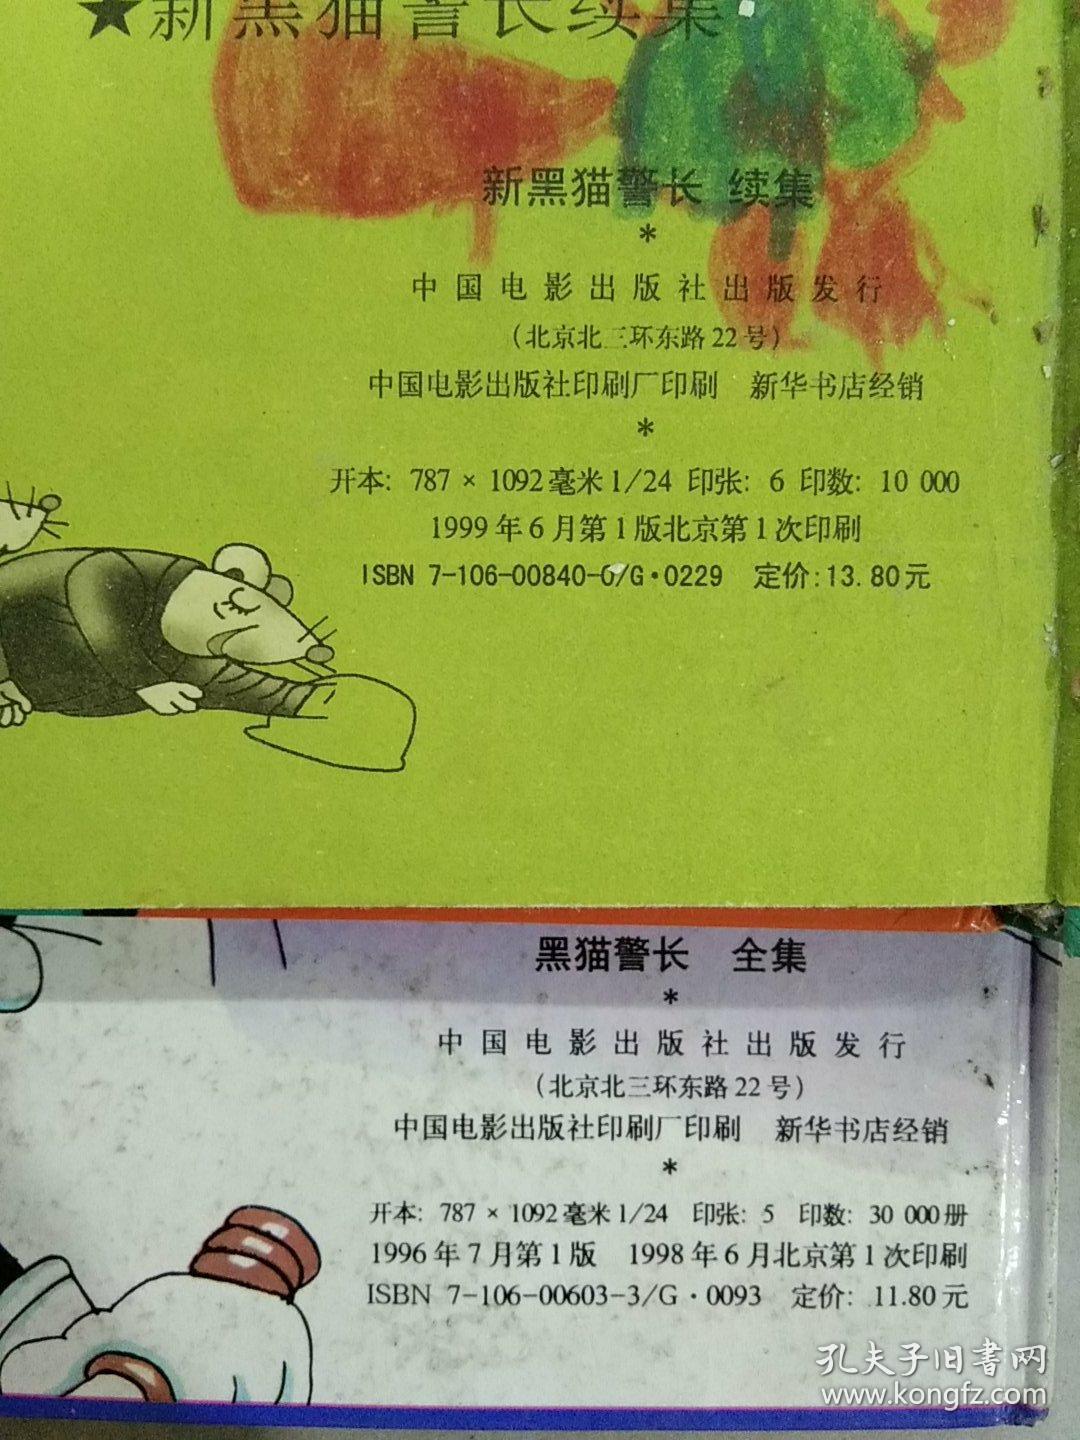 ★新黑猫警长续集
新黑猫警长 续集
*
中国电影出版社出版发行
(北京北三环东路22号)
中国电影出版社印刷厂印刷 新华书店经销
*
开本: 787 × 1092毫米1/24 印张: 6 印数: 10 000
1999年6月第1版北京第1次印刷
ISBN 7-106-00840-0/G·0229 定价:13.80元
黑猫警长 全集
*
中国电影出版社出版发行
(北京北三环东路22号)
中国电影出版社印刷厂印刷 新华书店经销
*
开本: 787 × 1092毫米1/24 印张: 5 印数: 30 000册
1996年7月第1版 1998年6月北京第1次印刷
ISBN 7-106-00603-3/G·0093 定价: 11.80元
孔夫子旧書网
www.kongfz.com